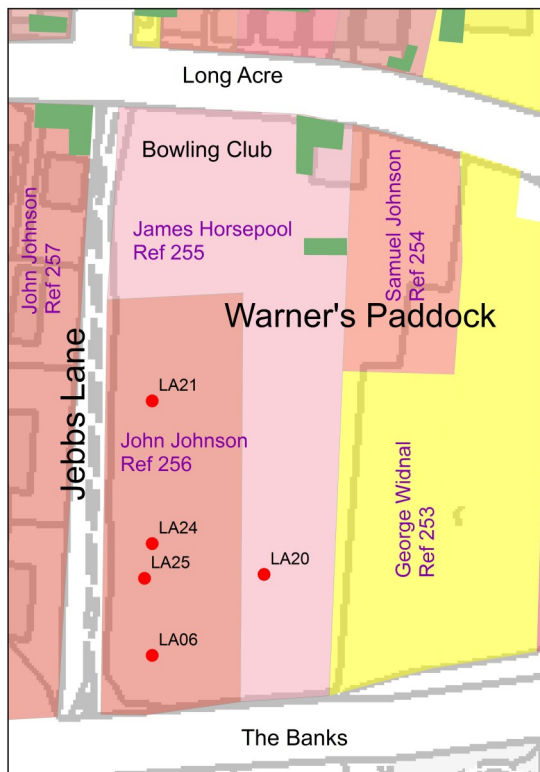 Long Acre
Bowling Club
James Horsepool
Ref 255
Samuel Johnson
Ref 254
John Johnson
Ref 257
Warner's Paddock
Jebbs Lane
LA21
John Johnson
Ref 256
George Widnal
Ref 253
LA24
LA25
LA20
LA06
The Banks